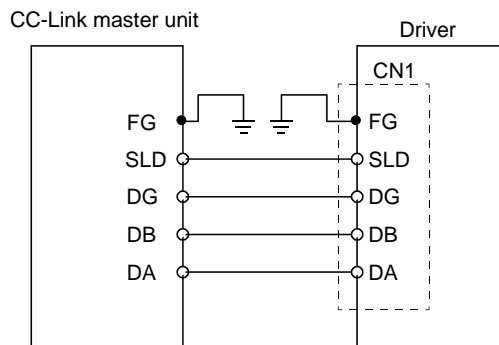 CC-Link master unit
Driver
CN1
FG FG
SLD SLD
DG DG
DB DB
DA DA